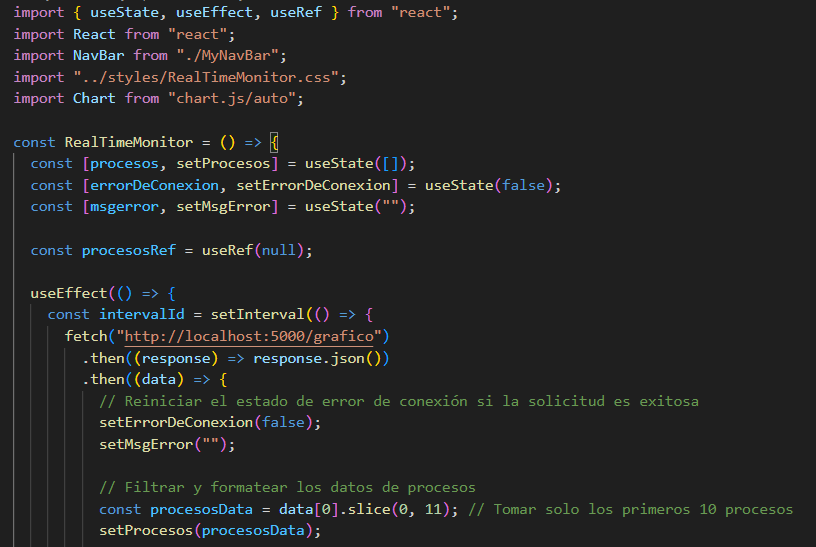 import { useState, useEffect, useRef } from "react";
import React from "react";
import NavBar from "./MyNavBar";
import "../styles/RealTimeMonitor.css";
import Chart from "chart.js/auto";

const RealTimeMonitor = () => {
  const [procesos, setProcesos] = useState([]);
  const [errorDeConexion, setErrorDeConexion] = useState(false);
  const [msgerror, setMsgError] = useState("");

  const procesosRef = useRef(null);

  useEffect(() => {
    const intervalId = setInterval(() => {
      fetch("http://localhost:5000/grafico")
        .then((response) => response.json())
        .then((data) => {
          // Reiniciar el estado de error de conexión si la solicitud es exitosa
          setErrorDeConexion(false);
          setMsgError("");

          // Filtrar y formatear los datos de procesos
          const procesosData = data[0].slice(0, 11); // Tomar solo los primeros 10 procesos
          setProcesos(procesosData);